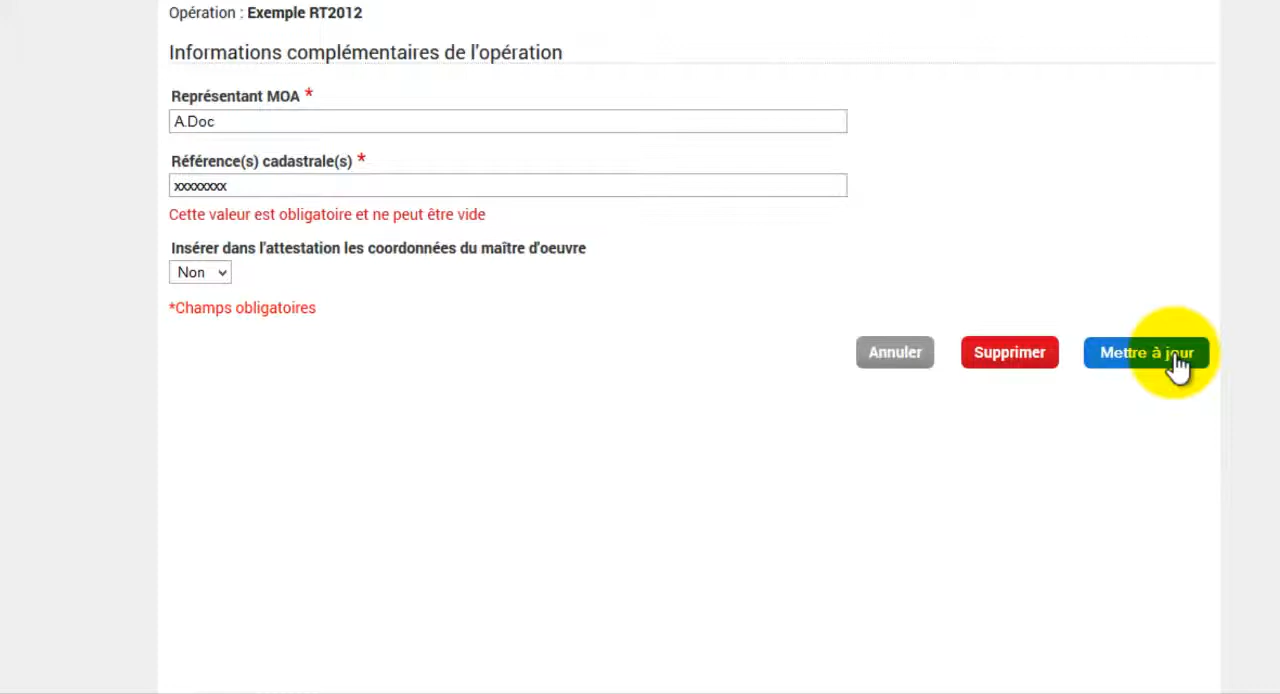 Opération : Exemple RT2012
Informations complémentaires de l'opération
Représentant MOA *
A.Doc
Référence(s) cadastrale(s) *
xxxxxxxx
Cette valeur est obligatoire et ne peut être vide
Insérer dans l'attestation les coordonnées du maître d'oeuvre
Non
*Champs obligatoires
Annuler Supprimer Mettre à jour